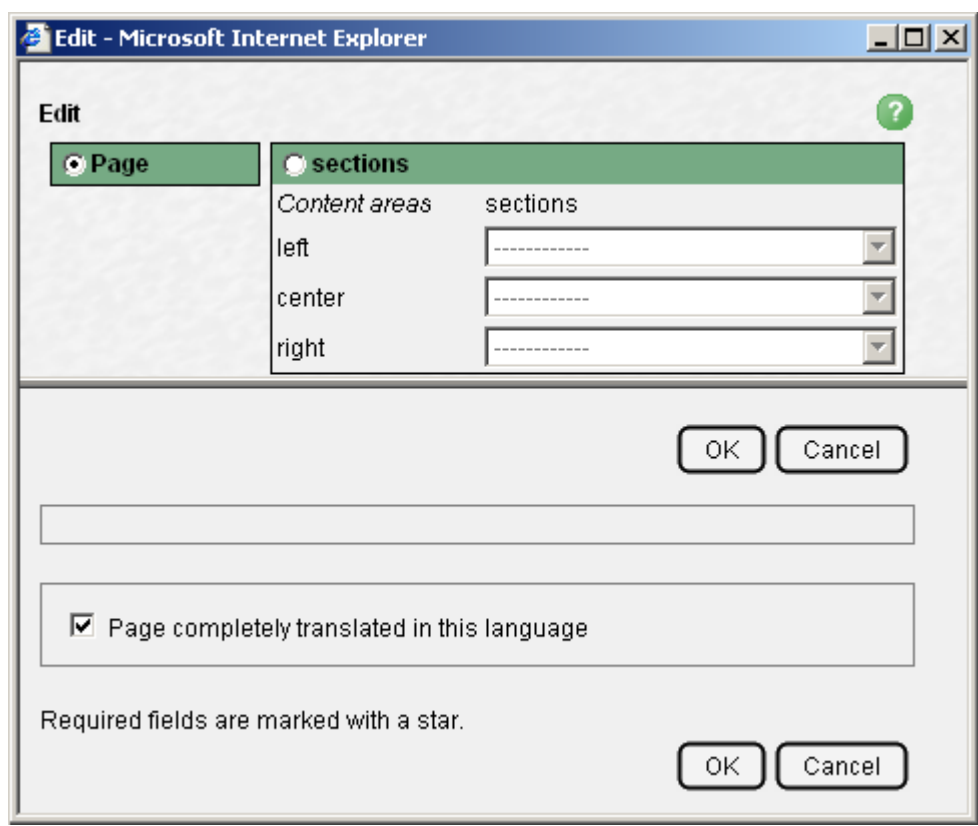 Edit - Microsoft Internet Explorer
Edit
?
Page
sections
Content areas sections
left ------------
center ------------
right ------------
OK Cancel
Page completely translated in this language
Required fields are marked with a star.
OK Cancel